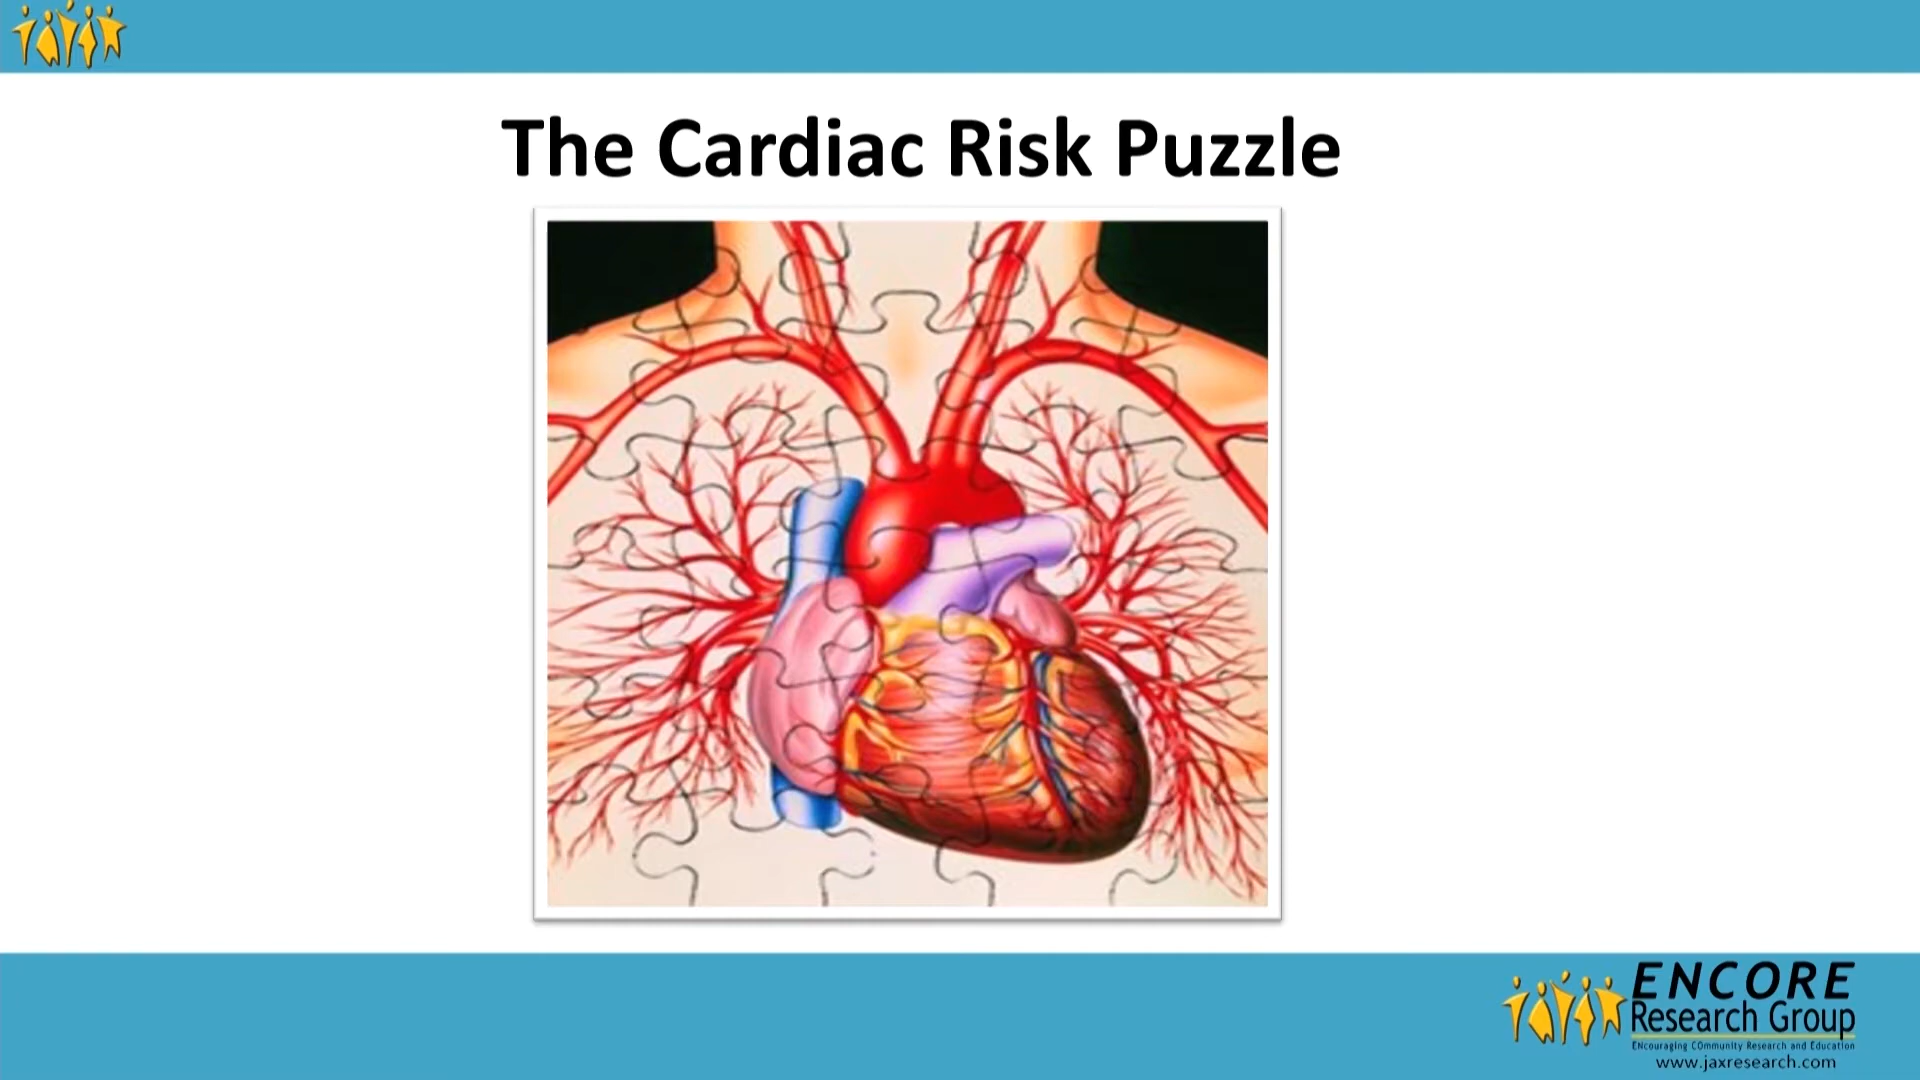 The Cardiac Risk Puzzle
ENCORE
Research Group
ENcouraging COmmunity Research and Education
www.jaxresearch.com